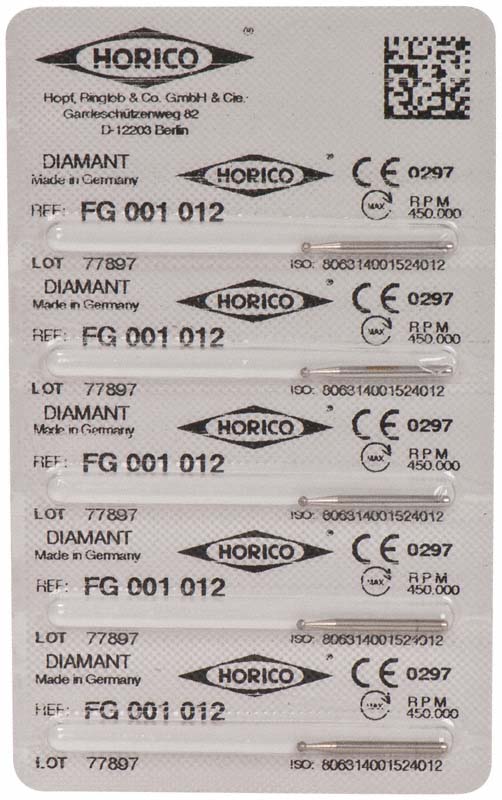 HORICO ®
Hopf, Ringleb & Co. GmbH & Cie.
Gardeschützenweg 82
D-12203 Berlin
DIAMANT HORICO ® CE 0297
Made in Germany
MAX RPM 450.000
REF: FG 001 012
LOT 77897 ISO: 806314001524012
DIAMANT HORICO ® CE 0297
Made in Germany
MAX RPM 450.000
REF: FG 001 012
LOT 77897 ISO: 806314001524012
DIAMANT HORICO ® CE 0297
Made in Germany
MAX RPM 450.000
REF: FG 001 012
LOT 77897 ISO: 806314001524012
DIAMANT HORICO ® CE 0297
Made in Germany
MAX RPM 450.000
REF: FG 001 012
LOT 77897 ISO: 806314001524012
DIAMANT HORICO ® CE 0297
Made in Germany
MAX RPM 450.000
REF: FG 001 012
LOT 77897 ISO: 806314001524012